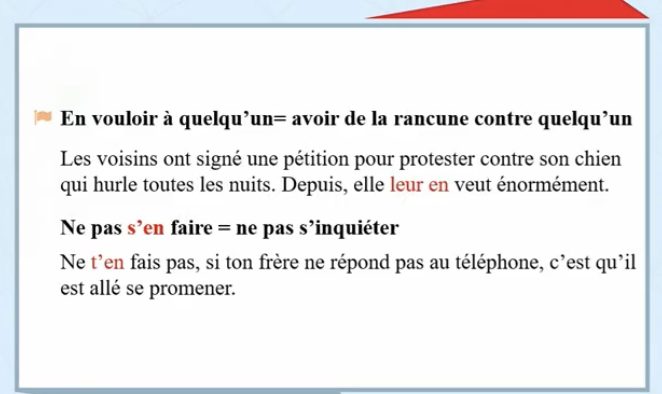 En vouloir à quelqu’un= avoir de la rancune contre quelqu’un
Les voisins ont signé une pétition pour protester contre son chien
qui hurle toutes les nuits. Depuis, elle leur en veut énormément.
Ne pas s’en faire = ne pas s’inquiéter
Ne t’en fais pas, si ton frère ne répond pas au téléphone, c’est qu’il
est allé se promener.